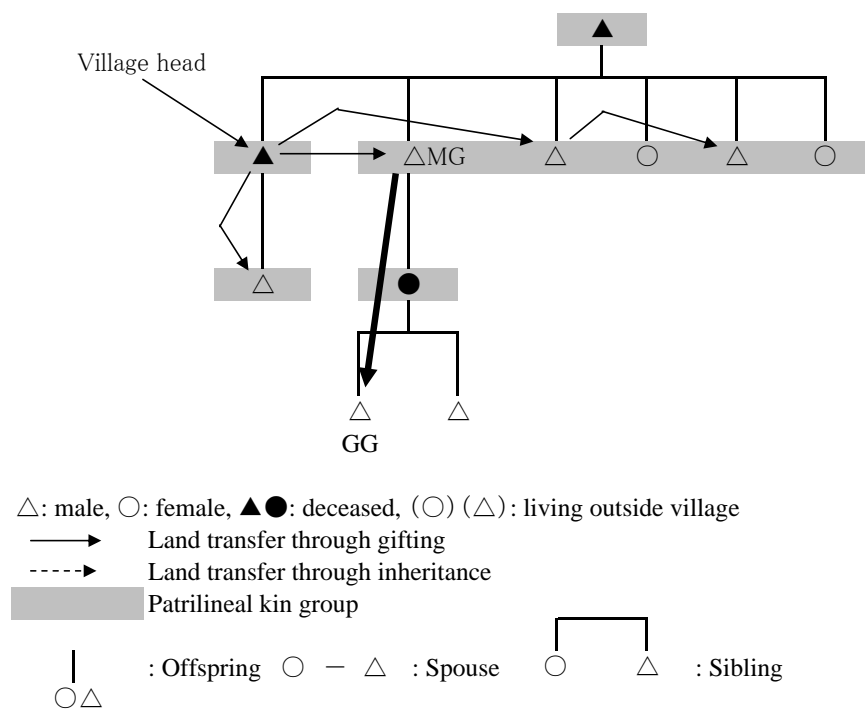 Village head
MG
GG
△: male, ○: female, ▲●: deceased, (○) (△): living outside village
Land transfer through gifting
Land transfer through inheritance
Patrilineal kin group
: Offspring ○ － △ : Spouse ○ △ : Sibling
○△